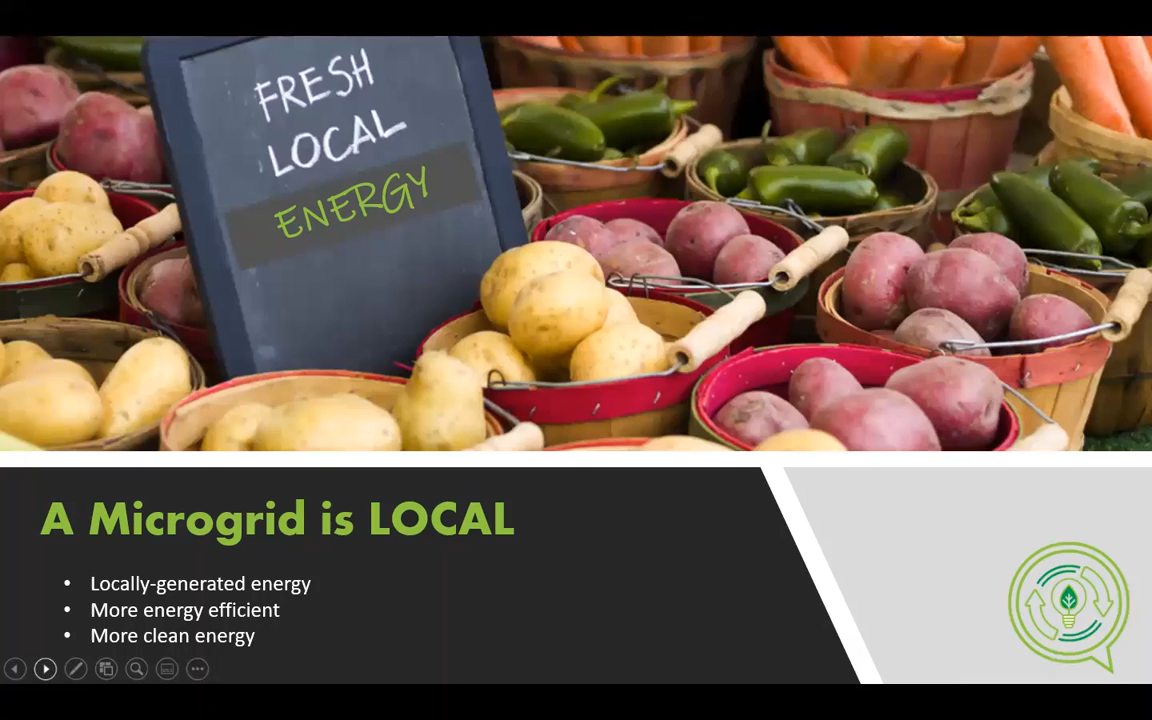 FRESH
LOCAL
ENERGY
A Microgrid is LOCAL
• Locally-generated energy
• More energy efficient
• More clean energy